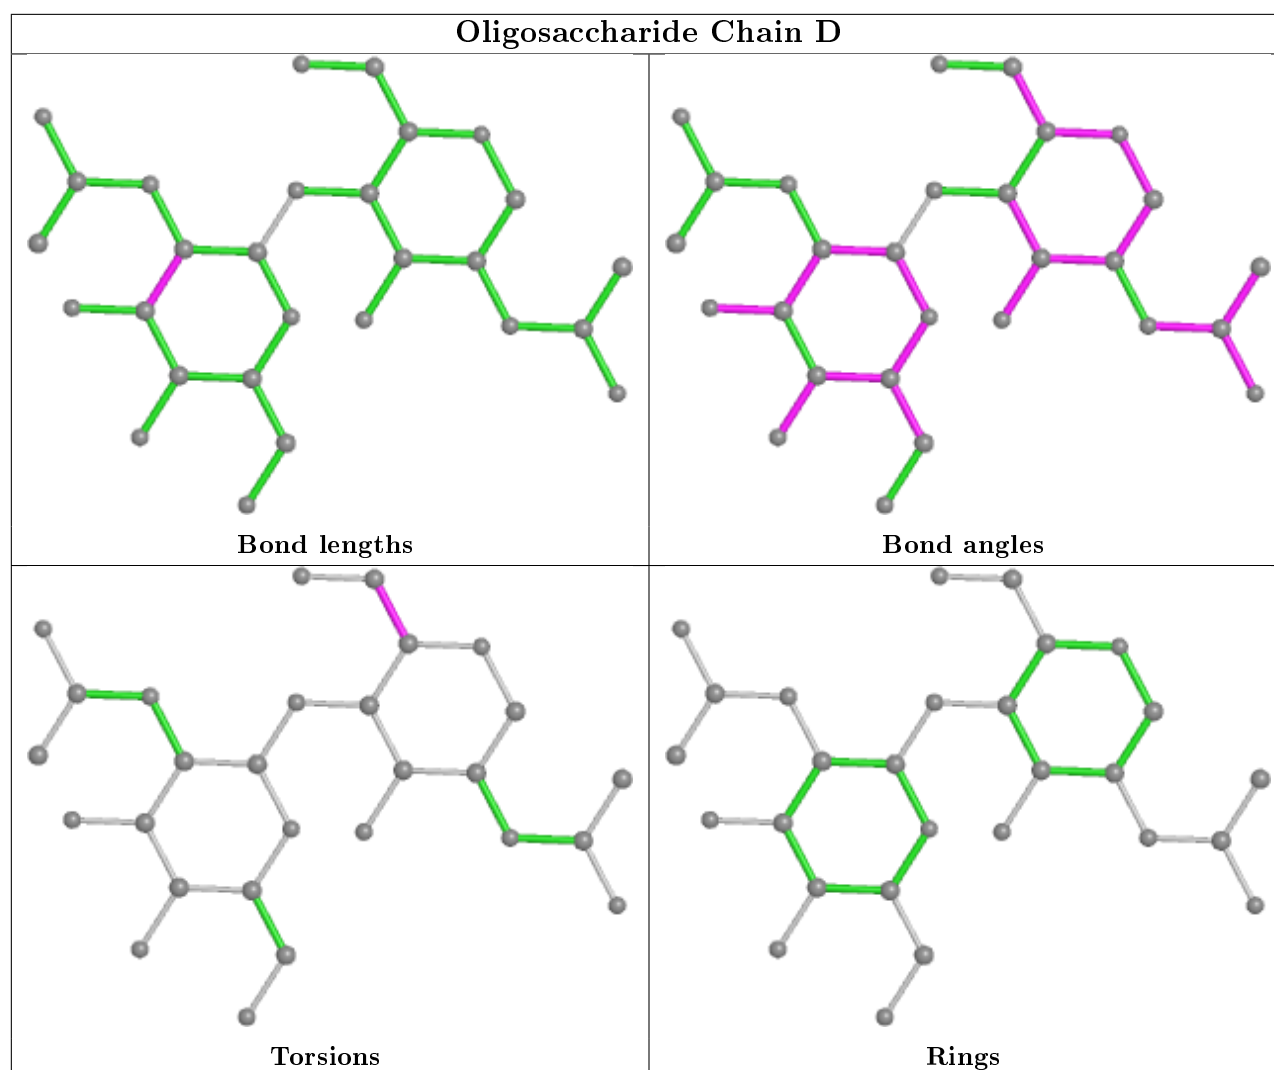 Oligosaccharide Chain D
Bond lengths
Bond angles
Torsions
Rings